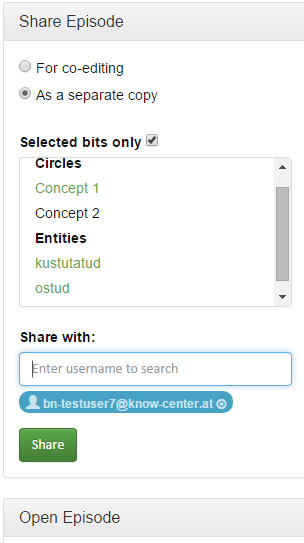 Share Episode
For co-editing
As a separate copy
Selected bits only
Circles
Concept 1
Concept 2
Entities
kustutatud
ostud
Share with:
Enter username to search
bn-testuser7@know-center.at
Share
Open Episode